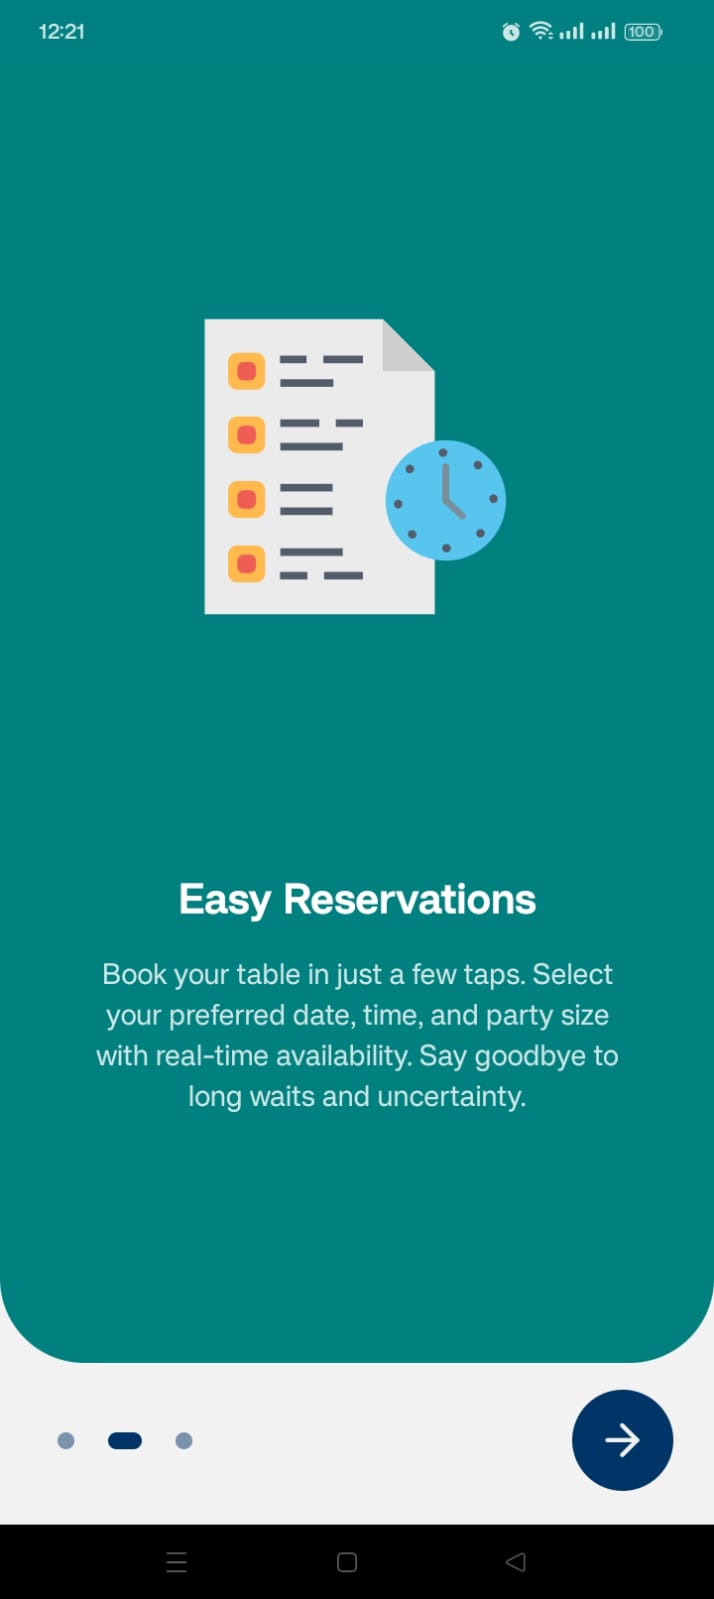 12:21
100
Easy Reservations
Book your table in just a few taps. Select
your preferred date, time, and party size
with real-time availability. Say goodbye to
long waits and uncertainty.